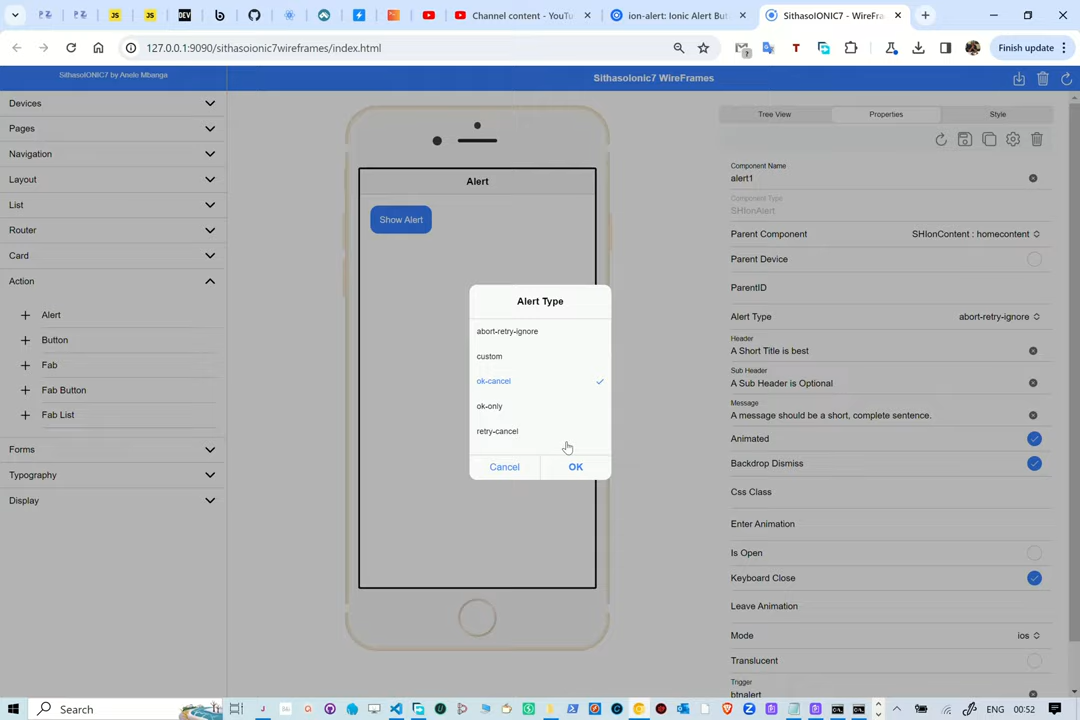 Channel content - YouTu
ion-alert: Ionic Alert But
SithasoIONIC7 - WireFra
127.0.0.1:9090/sithasoionic7wireframes/index.html
Finish update
SithasoIONIC7 by Anele Mbanga
SithasoIonic7 WireFrames
Devices
Pages
Navigation
Layout
List
Router
Card
Action
Alert
Button
Fab
Fab Button
Fab List
Forms
Typography
Display
Alert
Show Alert
Alert Type
abort-retry-ignore
custom
ok-cancel
ok-only
retry-cancel
Cancel OK
Tree View Properties Style
Component Name
alert1
Component Type
SHIonAlert
Parent Component SHIonContent : homecontent
Parent Device
ParentID
Alert Type abort-retry-ignore
Header
A Short Title is best
Sub Header
A Sub Header is Optional
Message
A message should be a short, complete sentence.
Animated
Backdrop Dismiss
Css Class
Enter Animation
Is Open
Keyboard Close
Leave Animation
Mode ios
Translucent
Trigger
btnalert
Search
ENG 00:52